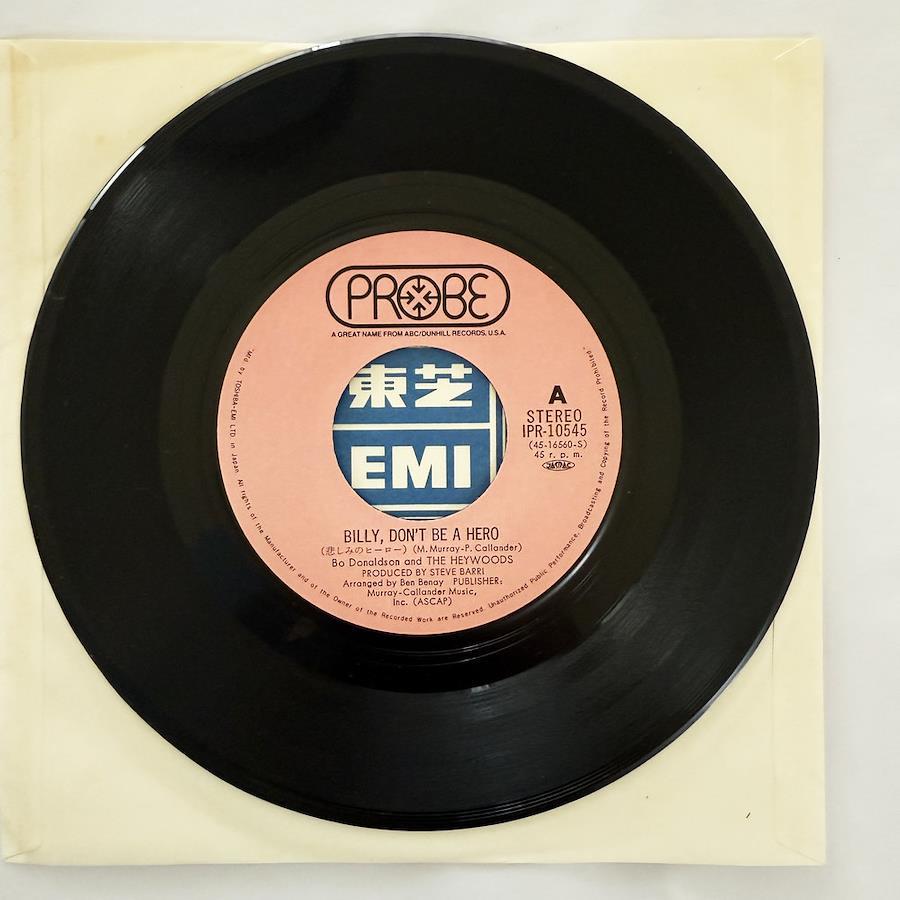 PROBE
A GREAT NAME FROM ABC/DUNHILL RECORDS, U.S.A.
東芝
EMI
A
STEREO
IPR-10545
(45-16560-S)
45 r. p. m.
JASRAC
BILLY, DON'T BE A HERO
(悲しみのヒーロー) (M. Murray-P. Callander)
Bo Donaldson and THE HEYWOODS
PRODUCED BY STEVE BARRI
Arranged by Ben Benay PUBLISHER:
Murray-Callander Music,
Inc. (ASCAP)
"Mfd by TOSHIBA-EMI LTD in Japan. All rights of the Manufacturer and of the Owner of the Recorded Work are Reserved. Unauthorized Public Performance, Broadcasting and Copying of the Record Prohibited"